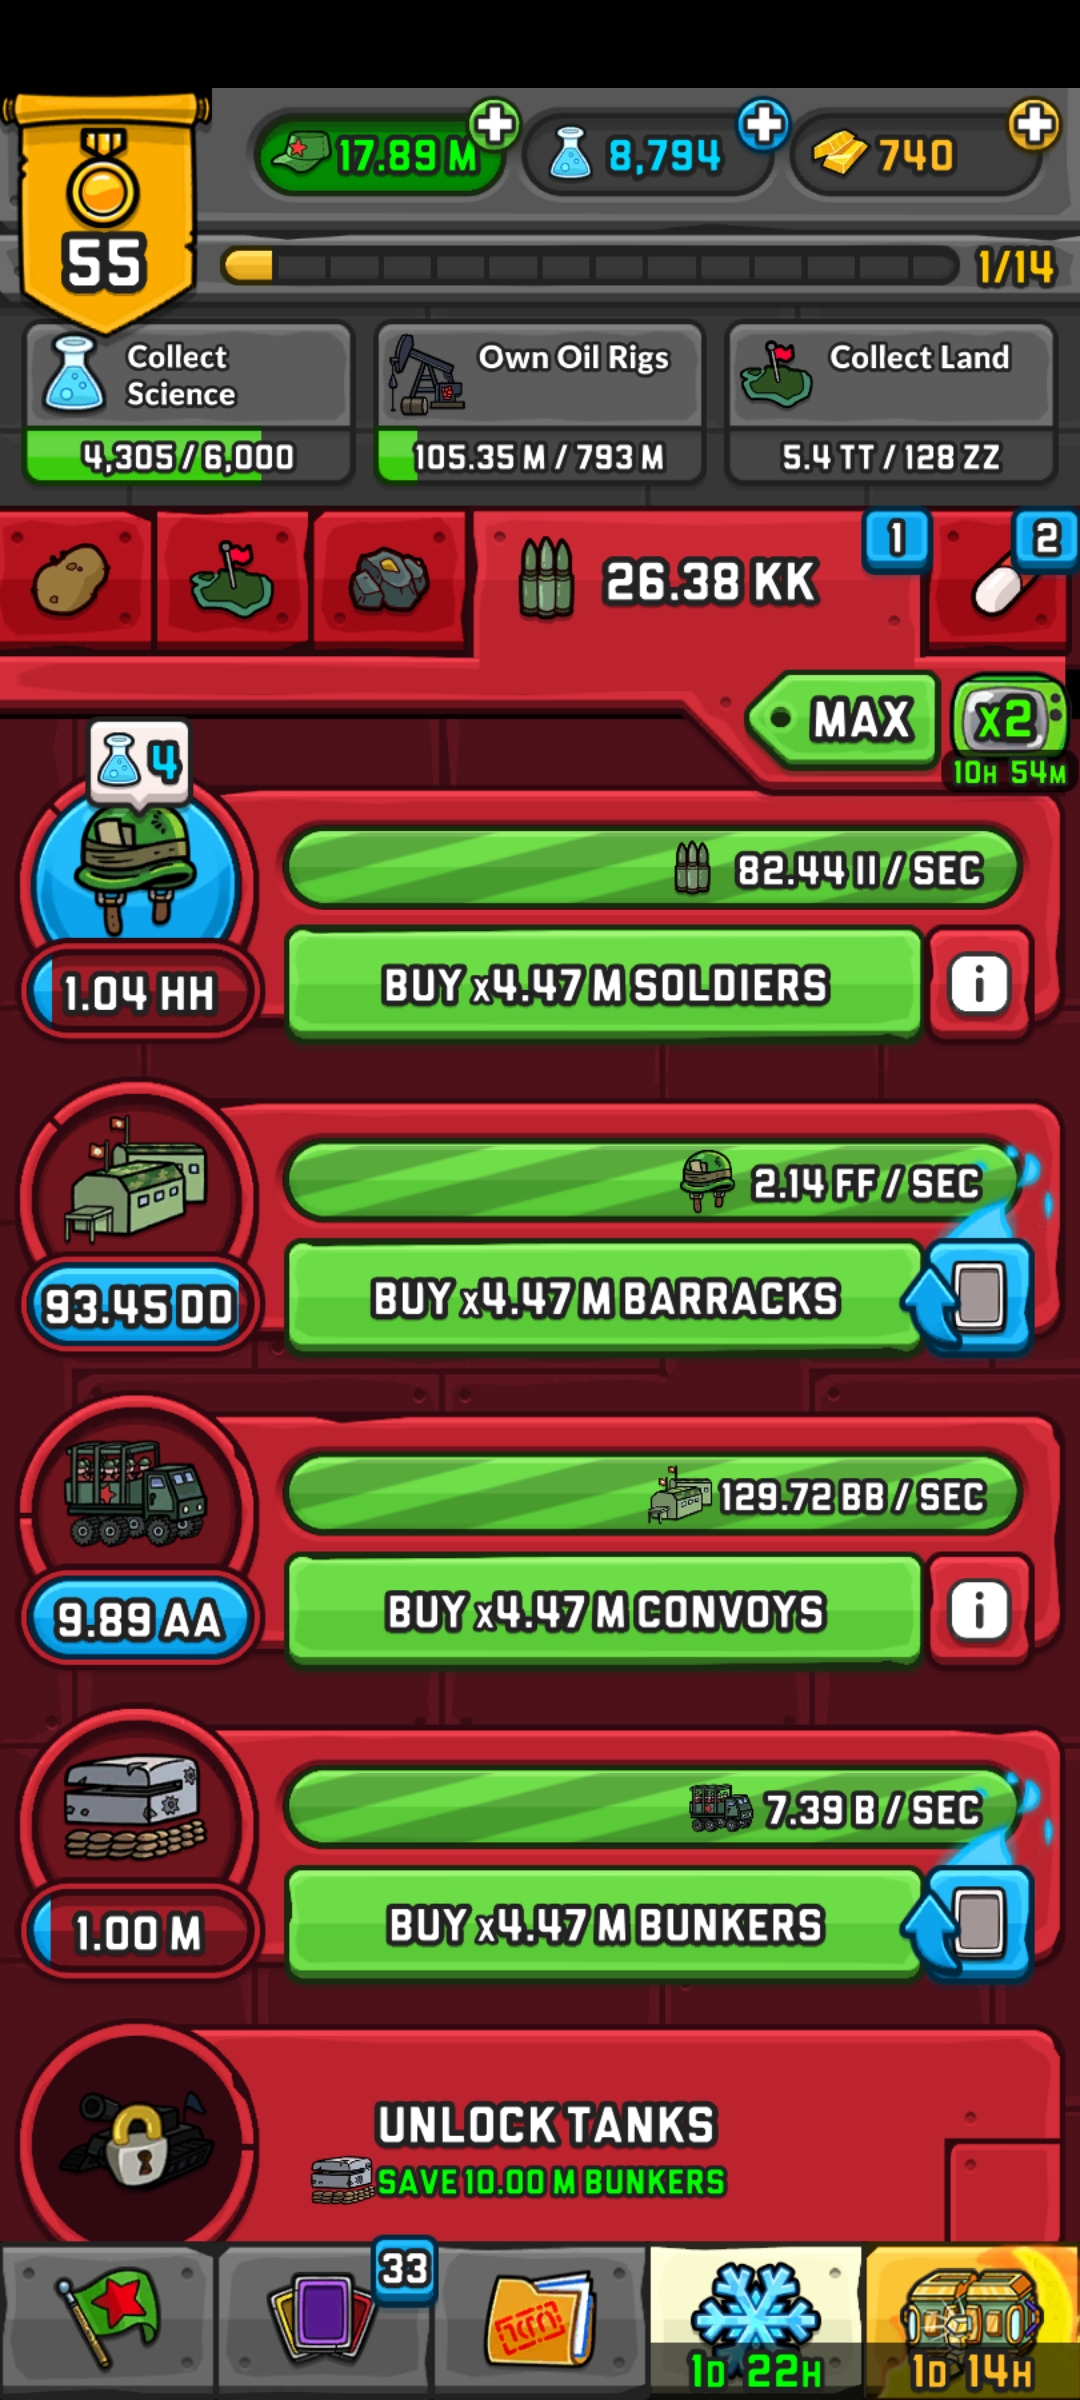 17.89 M
8,794
740
55
1/14
Collect
Science
4,305 / 6,000
Own Oil Rigs
105.35 M / 793 M
Collect Land
5.4 TT / 128 ZZ
26.38 KK
1
2
MAX
x2
10H 54M
4
82.44 II / SEC
1.04 HH
BUY x4.47 M SOLDIERS
i
2.14 FF / SEC
93.45 DD
BUY x4.47 M BARRACKS
129.72 BB / SEC
9.89 AA
BUY x4.47 M CONVOYS
i
7.39 B / SEC
1.00 M
BUY x4.47 M BUNKERS
UNLOCK TANKS
SAVE 10.00 M BUNKERS
33
1D 22H
1D 14H